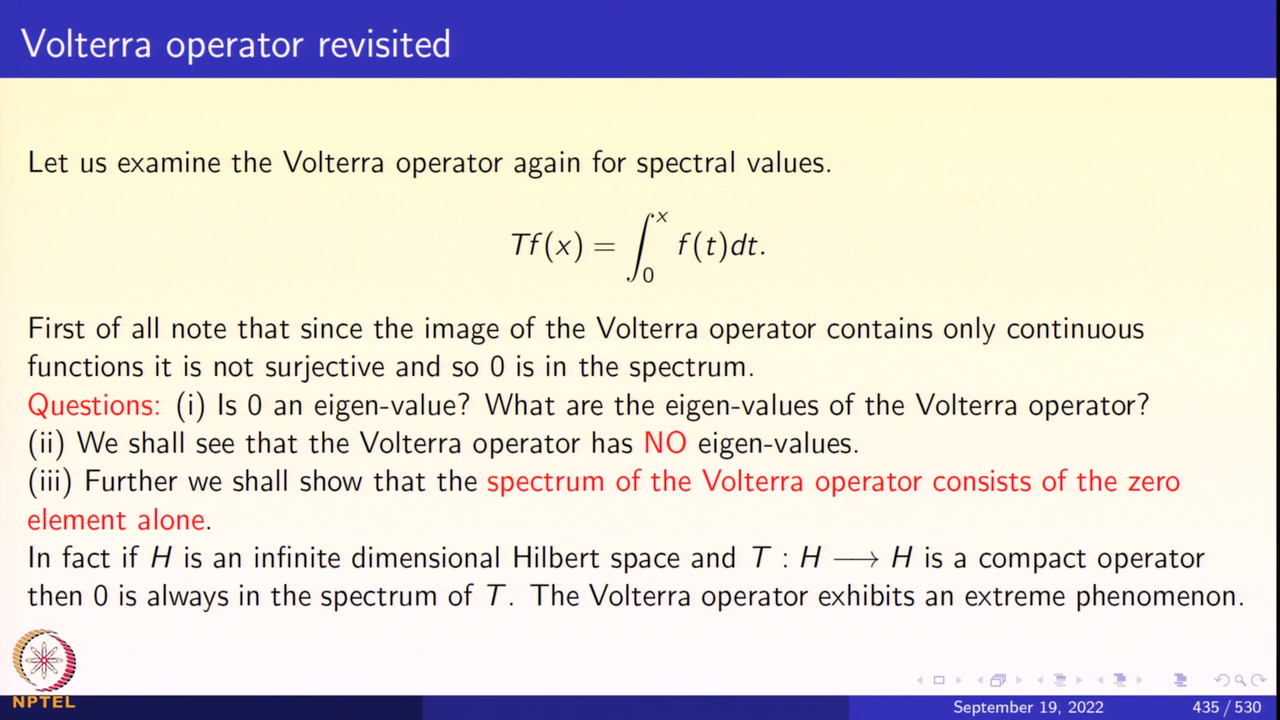 Volterra operator revisited
Let us examine the Volterra operator again for spectral values.
Tf(x) = ∫₀ˣ f(t)dt.
First of all note that since the image of the Volterra operator contains only continuous
functions it is not surjective and so 0 is in the spectrum.
Questions: (i) Is 0 an eigen-value? What are the eigen-values of the Volterra operator?
(ii) We shall see that the Volterra operator has NO eigen-values.
(iii) Further we shall show that the spectrum of the Volterra operator consists of the zero
element alone.
In fact if H is an infinite dimensional Hilbert space and T : H ⟶ H is a compact operator
then 0 is always in the spectrum of T. The Volterra operator exhibits an extreme phenomenon.
NPTEL
September 19, 2022 435 / 530